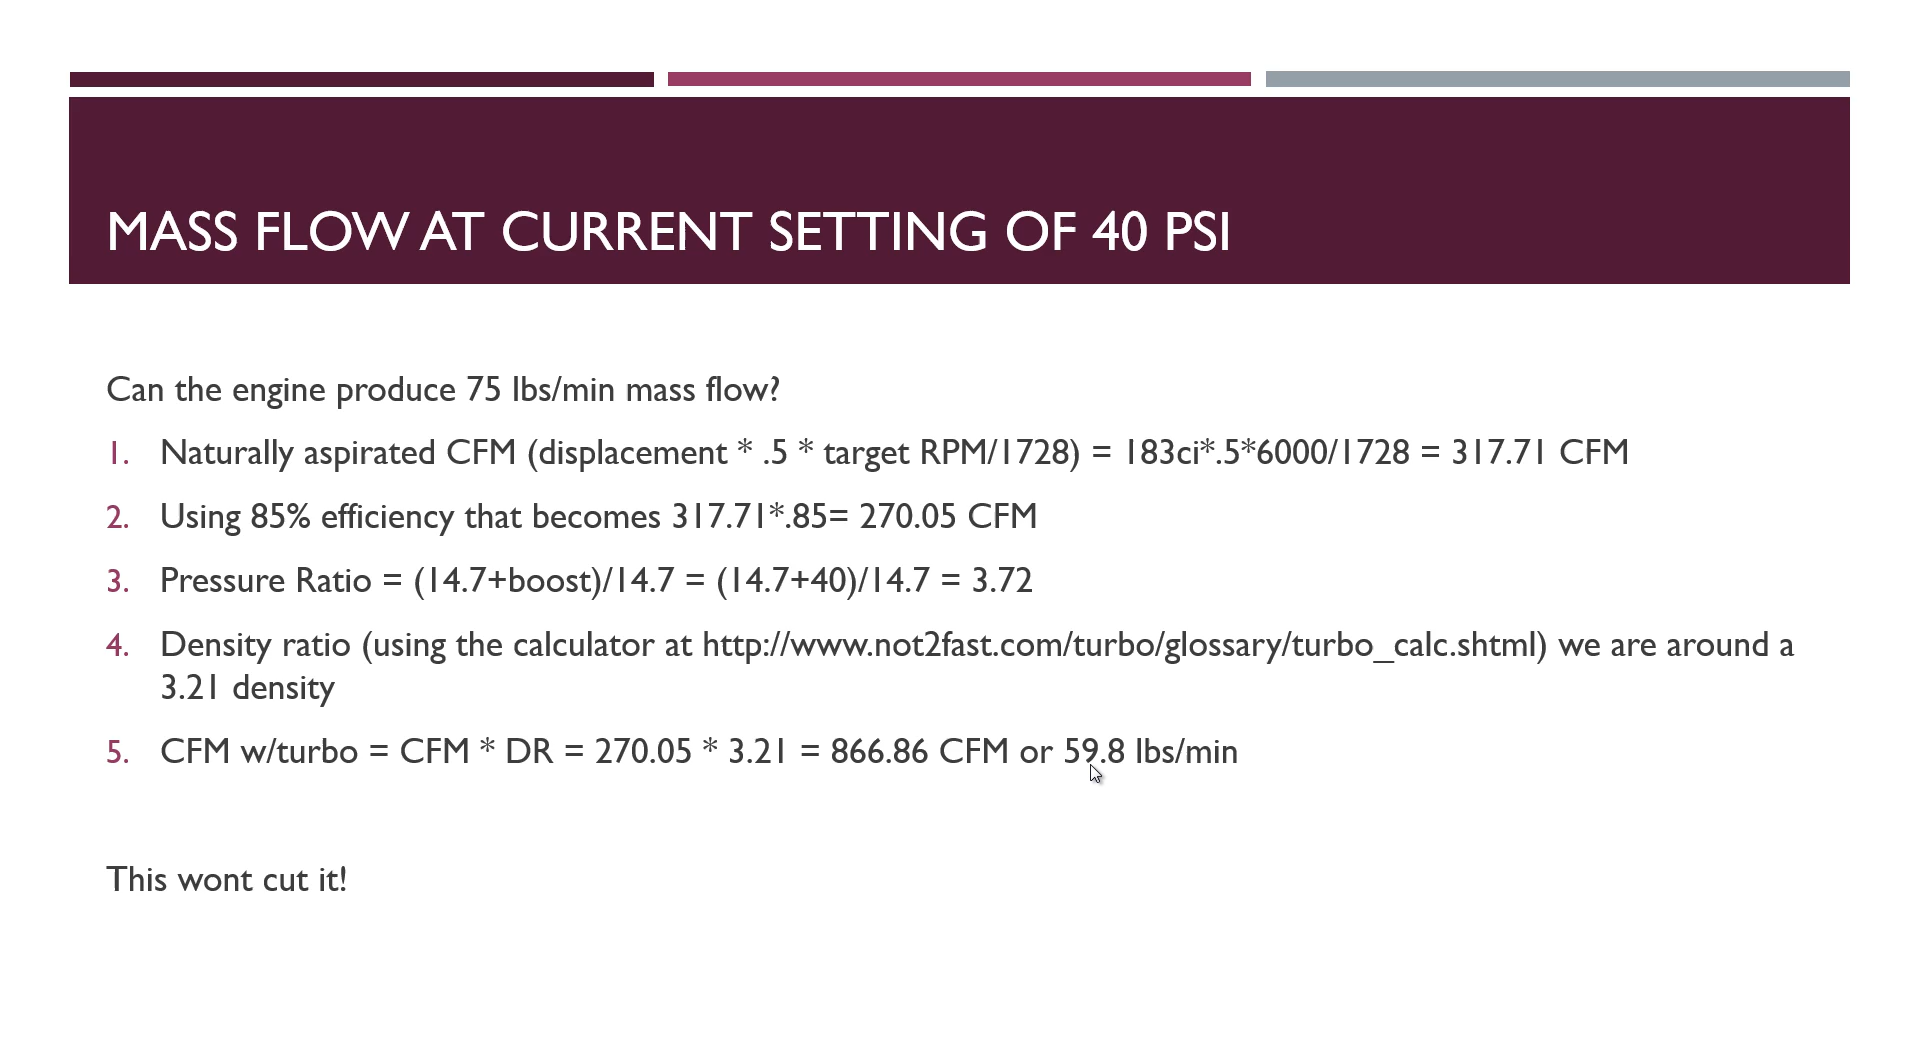 MASS FLOW AT CURRENT SETTING OF 40 PSI
Can the engine produce 75 lbs/min mass flow?
1. Naturally aspirated CFM (displacement * .5 * target RPM/1728) = 183ci*.5*6000/1728 = 317.71 CFM
2. Using 85% efficiency that becomes 317.71*.85= 270.05 CFM
3. Pressure Ratio = (14.7+boost)/14.7 = (14.7+40)/14.7 = 3.72
4. Density ratio (using the calculator at http://www.not2fast.com/turbo/glossary/turbo_calc.shtml) we are around a
3.21 density
5. CFM w/turbo = CFM * DR = 270.05 * 3.21 = 866.86 CFM or 59.8 lbs/min
This wont cut it!